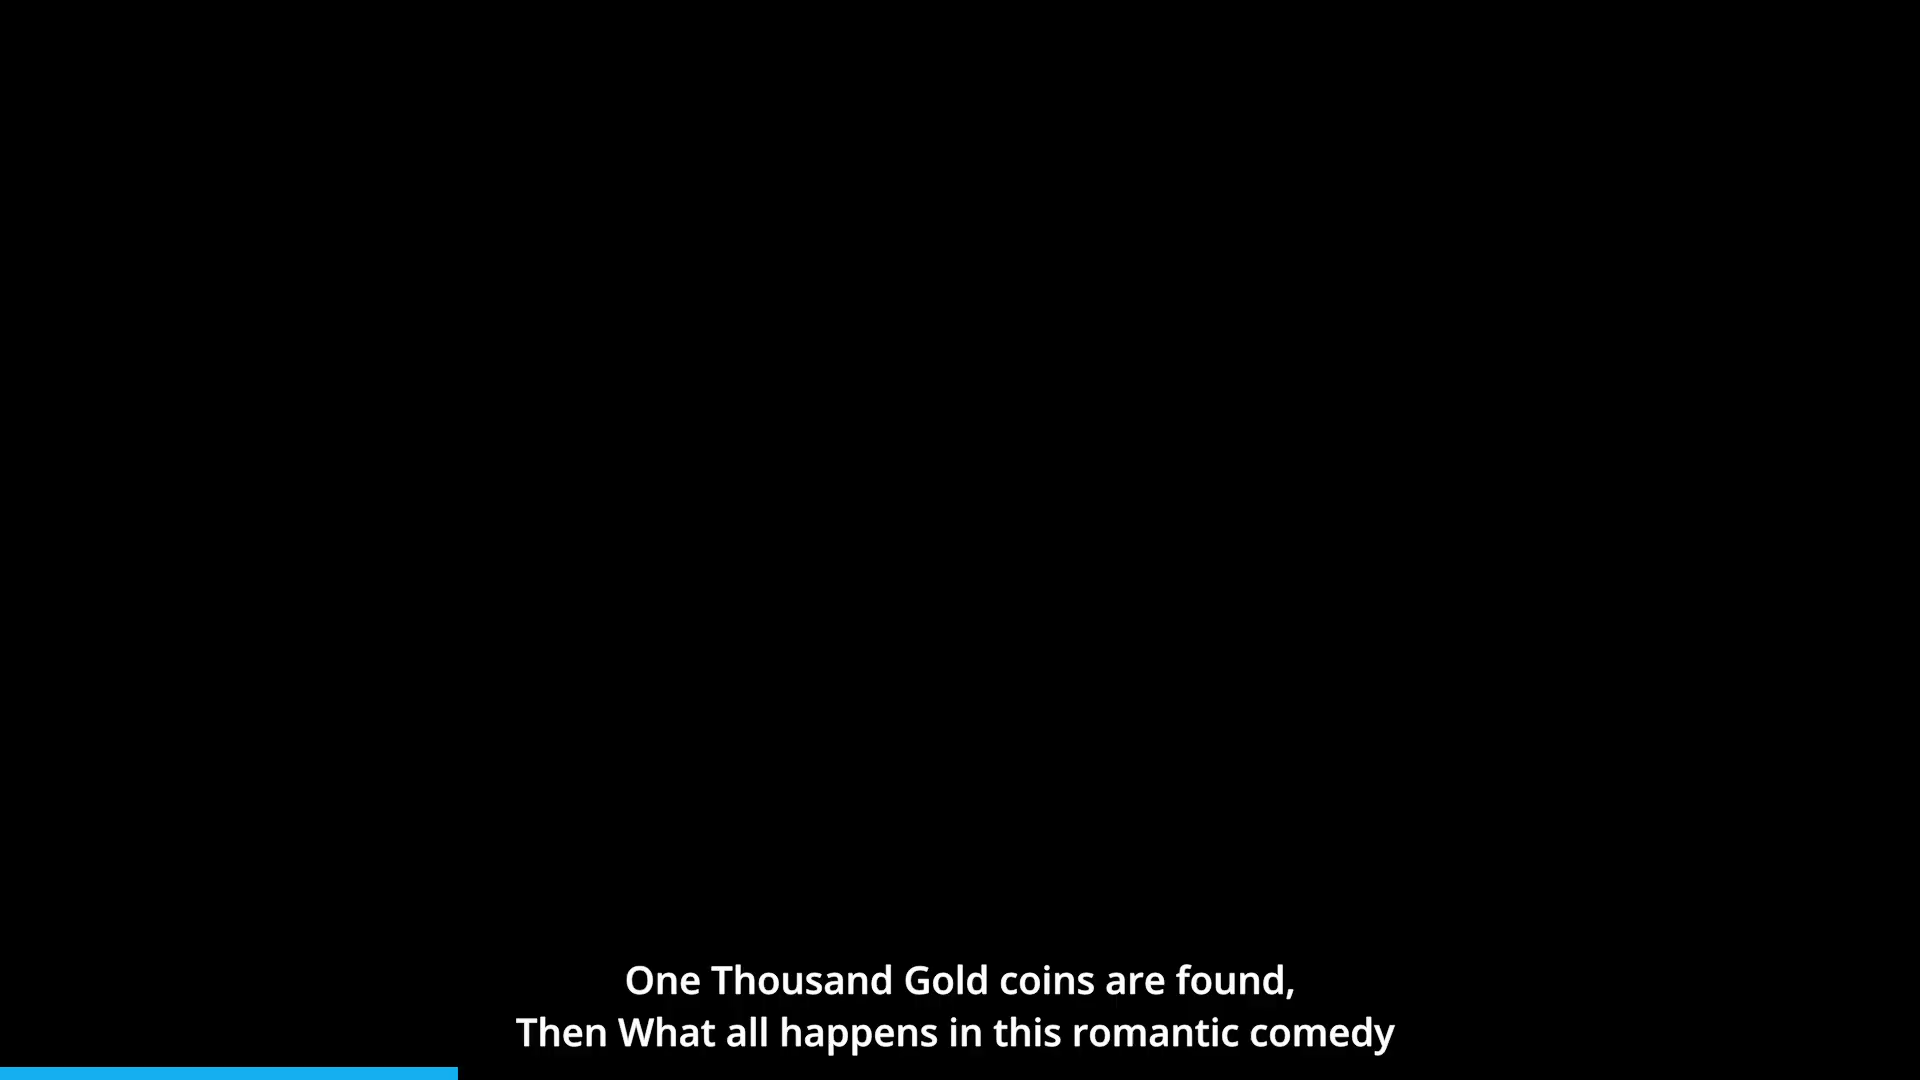 One Thousand Gold coins are found,
Then What all happens in this romantic comedy